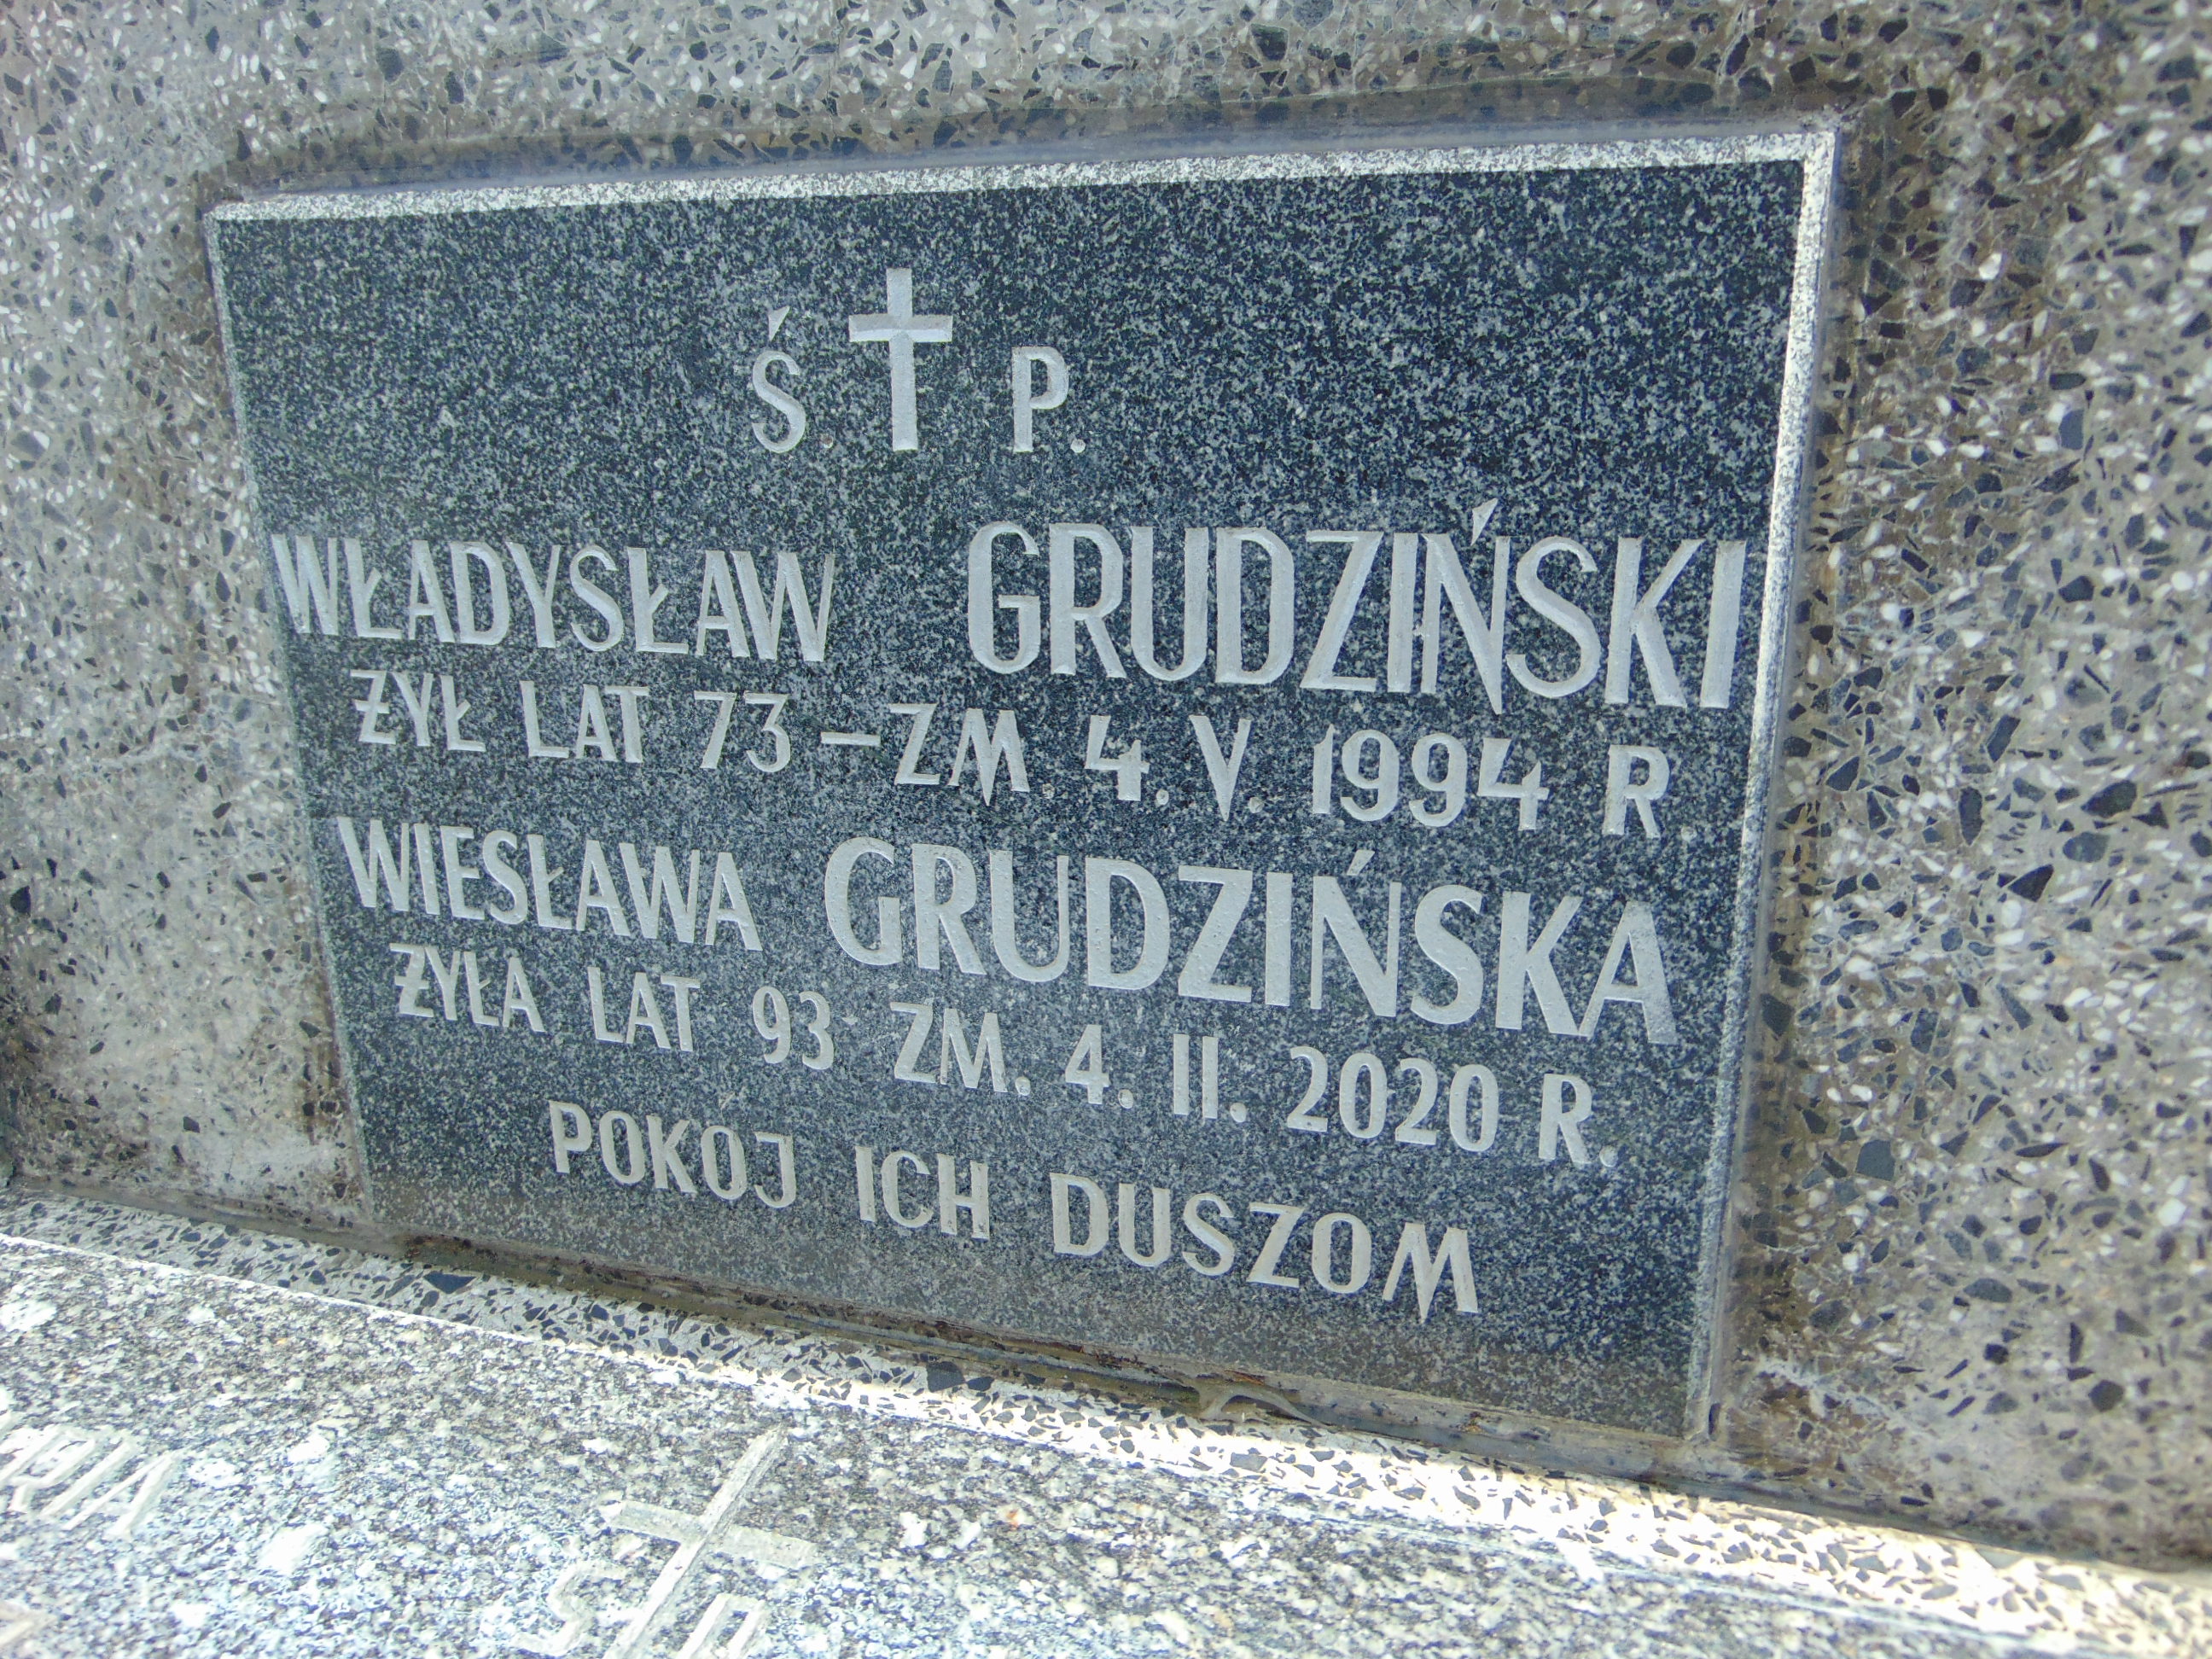 Ś. P.
WŁADYSŁAW GRUDZIŃSKI
ŻYŁ LAT 73 – ZM. 4. V. 1994 R.
WIESŁAWA GRUDZIŃSKA
ŻYŁA LAT 93 ZM. 4. II. 2020 R.
POKÓJ ICH DUSZOM
Ś P